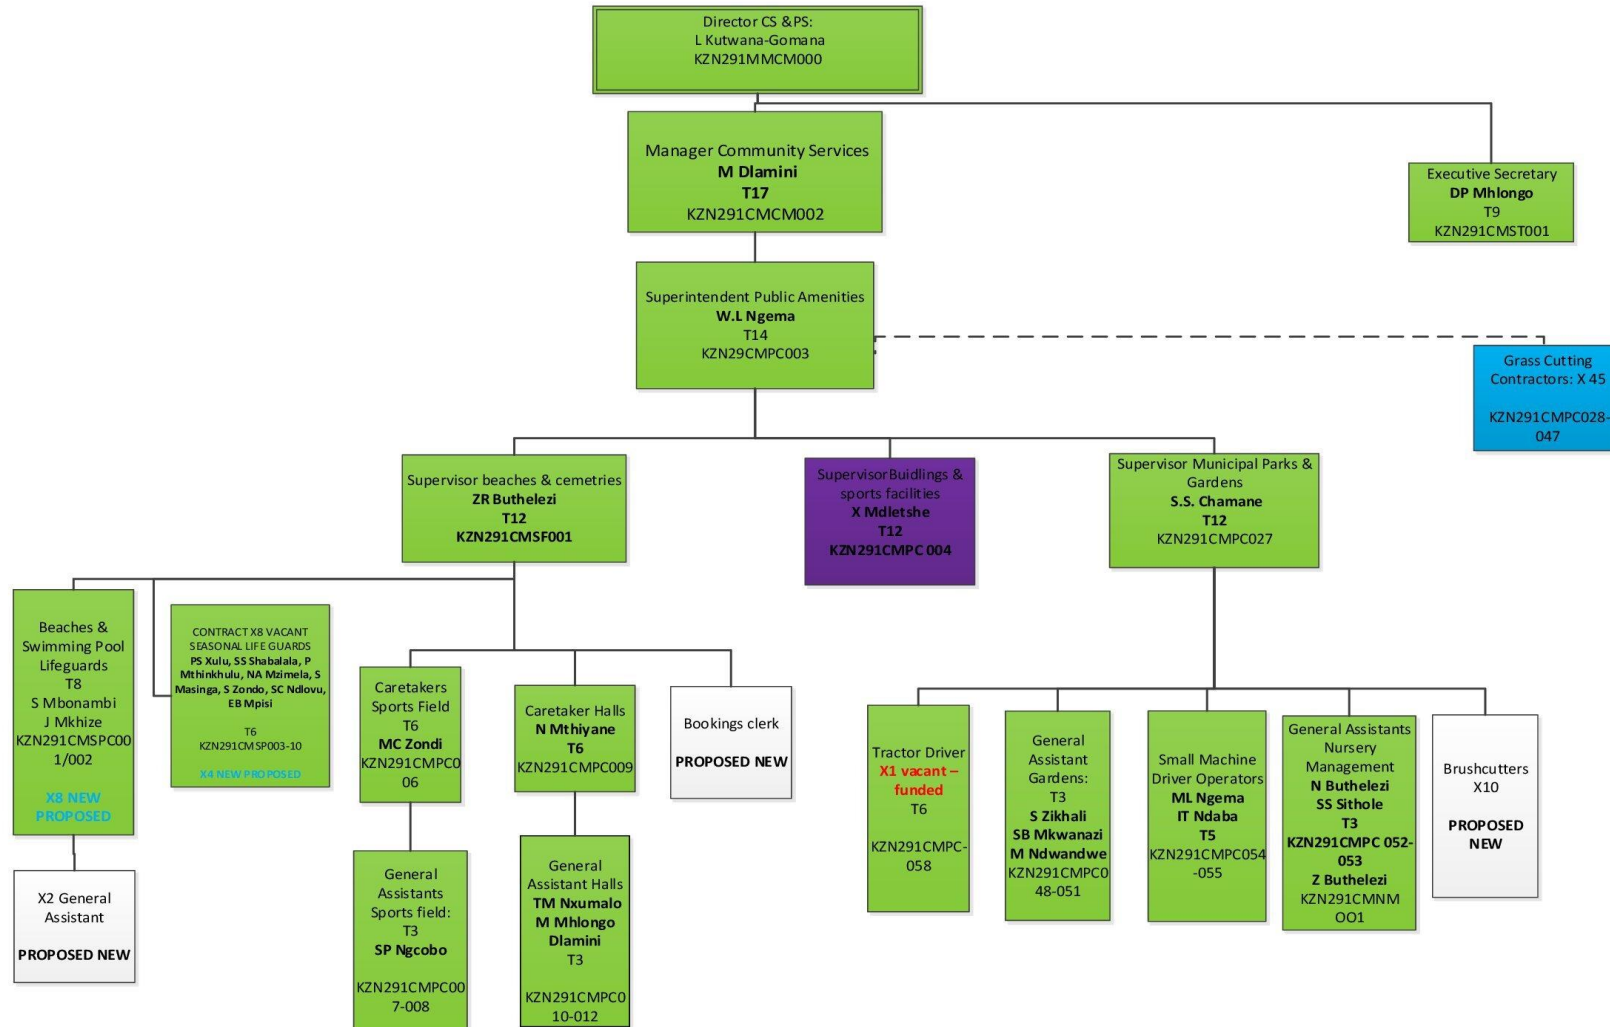 Director CS &PS:
L Kutwana-Gomana
KZN291MMCM000
Manager Community Services
M Dlamini
T17
KZN291CMCM002
Executive Secretary
DP Mhlongo
T9
KZN291CMST001
Superintendent Public Amenities
W.L Ngema
T14
KZN29CMPC003
Grass Cutting
Contractors: X 45
KZN291CMPC028-
047
Supervisor beaches & cemetries
ZR Buthelezi
T12
KZN291CMSF001
SupervisorBuidlings &
sports facilities
X Mdletshe
T12
KZN291CMPC 004
Supervisor Municipal Parks &
Gardens
S.S. Chamane
T12
KZN291CMPC027
Beaches &
Swimming Pool
Lifeguards
T8
S Mbonambi
J Mkhize
KZN291CMSPC00
1/002
X8 NEW
PROPOSED
CONTRACT X8 VACANT
SEASONAL LIFE GUARDS
PS Xulu, SS Shabalala, P
Mthinkhulu, NA Mzimela, S
Masinga, S Zondo, SC Ndlovu,
EB Mpisi
T6
KZN291CMSP003-10
X4 NEW PROPOSED
Caretakers
Sports Field
T6
MC Zondi
KZN291CMPC0
06
Caretaker Halls
N Mthiyane
T6
KZN291CMPC009
Bookings clerk
PROPOSED NEW
Tractor Driver
X1 vacant –
funded
T6
KZN291CMPC-
058
General
Assistant
Gardens:
T3
S Zikhali
SB Mkwanazi
M Ndwandwe
KZN291CMPC0
48-051
Small Machine
Driver Operators
ML Ngema
IT Ndaba
T5
KZN291CMPC054
-055
General Assistants
Nursery
Management
N Buthelezi
SS Sithole
T3
KZN291CMPC 052-
053
Z Buthelezi
KZN291CMNM
OO1
Brushcutters
X10
PROPOSED
NEW
X2 General
Assistant
PROPOSED NEW
General
Assistants
Sports field:
T3
SP Ngcobo
KZN291CMPC00
7-008
General
Assistant Halls
TM Nxumalo
M Mhlongo
Dlamini
T3
KZN291CMPC0
10-012